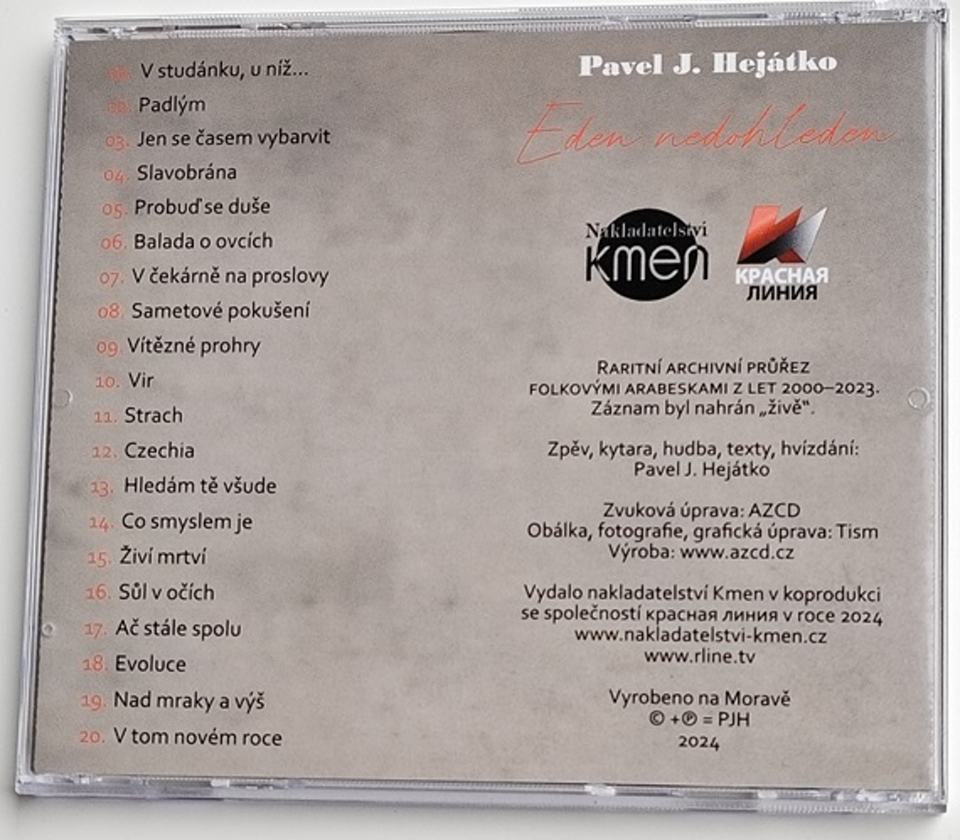 01. V studánku, u níž...
02. Padlým
03. Jen se časem vybarvit
04. Slavobrána
05. Probuď se duše
06. Balada o ovcích
07. V čekárně na proslovy
08. Sametové pokušení
09. Vítězné prohry
10. Vir
11. Strach
12. Czechia
13. Hledám tě všude
14. Co smyslem je
15. Živí mrtví
16. Sůl v očích
17. Ač stále spolu
18. Evoluce
19. Nad mraky a výš
20. V tom novém roce
Pavel J. Hejátko
Eden nedohleden
Nakladatelství
kmen
КРАСНАЯ
ЛИНИЯ
Raritní archivní průřez
folkovými arabeskami z let 2000–2023.
Záznam byl nahrán „živě“.
Zpěv, kytara, hudba, texty, hvízdání:
Pavel J. Hejátko
Zvuková úprava: AZCD
Obálka, fotografie, grafická úprava: Tism
Výroba: www.azcd.cz
Vydalo nakladatelství Kmen v koprodukci
se společností красная линия v roce 2024
www.nakladatelstvi-kmen.cz
www.rline.tv
Vyrobeno na Moravě
© +℗ = PJH
2024